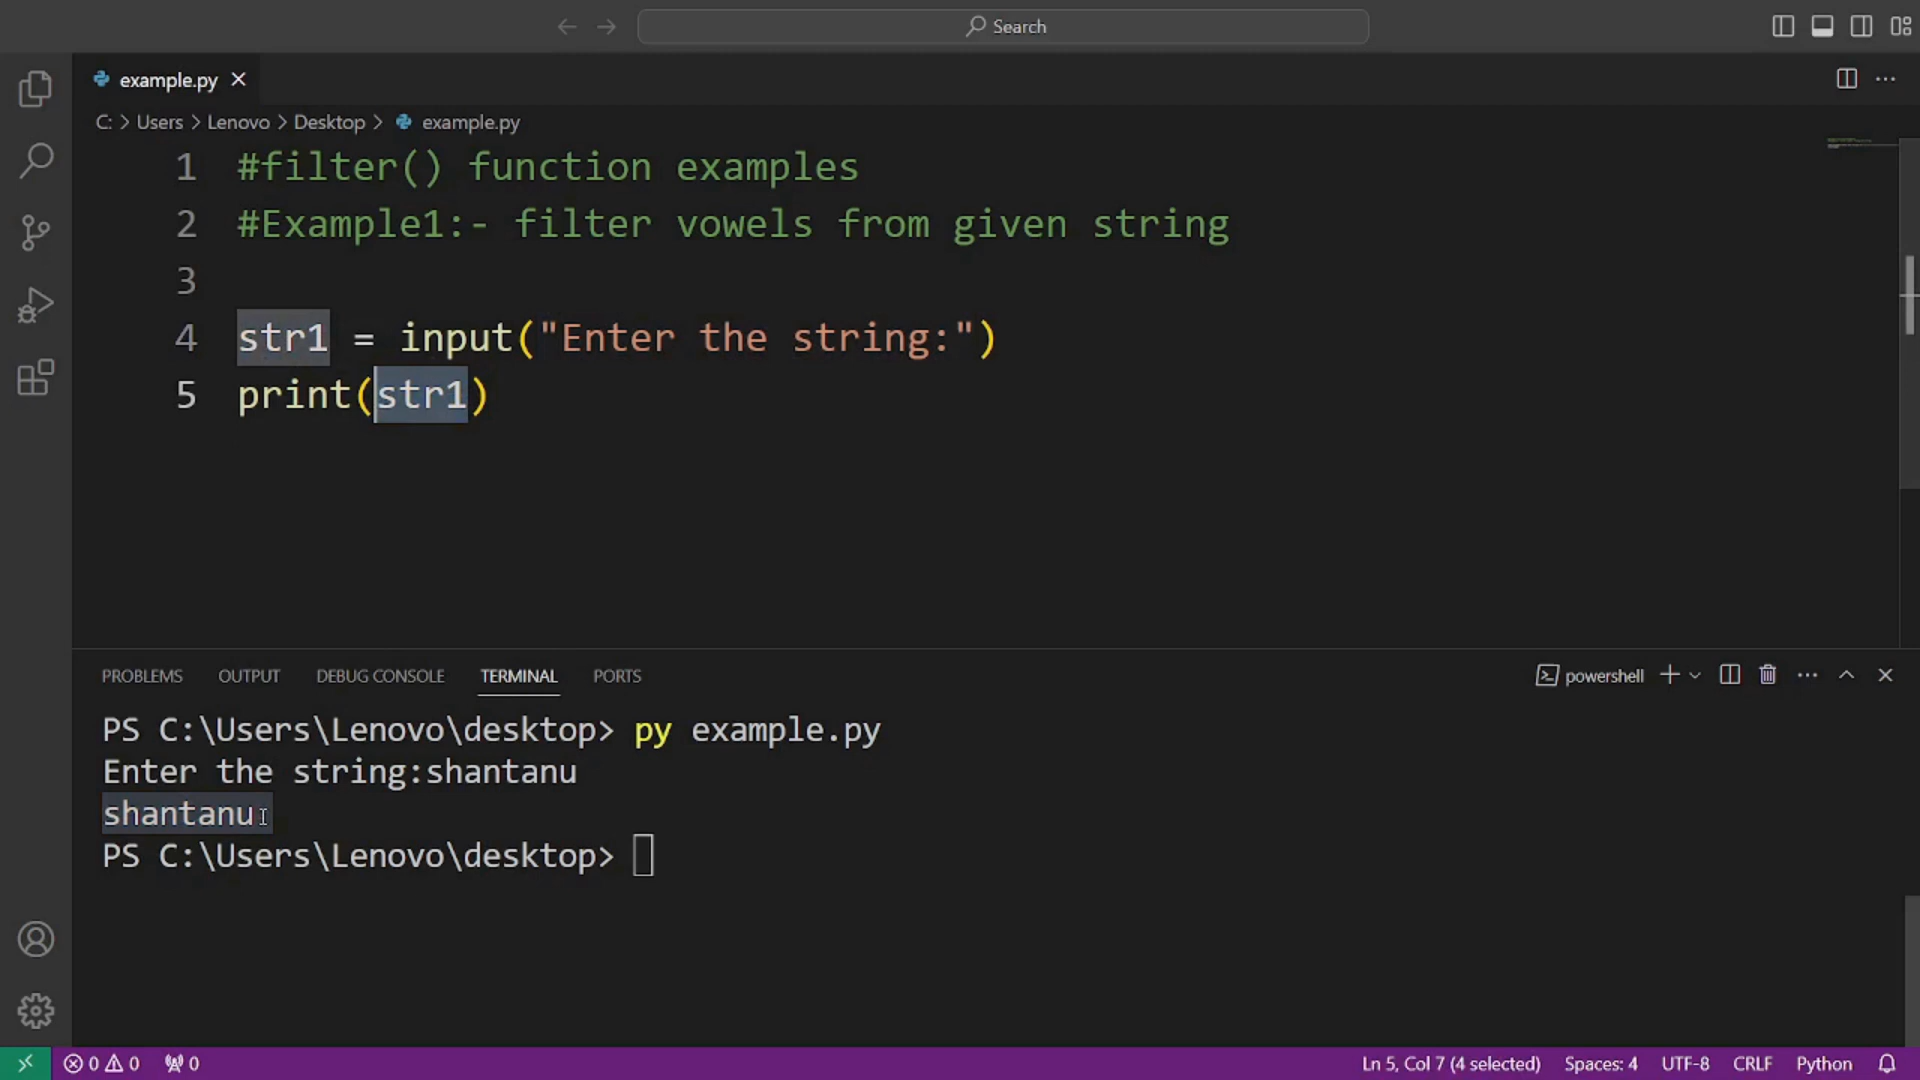 Search
example.py
C: > Users > Lenovo > Desktop > example.py
1 #filter() function examples
2 #Example1:- filter vowels from given string
3
4 str1 = input("Enter the string:")
5 print(str1)
PROBLEMS OUTPUT DEBUG CONSOLE TERMINAL PORTS powershell
PS C:\Users\Lenovo\desktop> py example.py
Enter the string:shantanu
shantanu
PS C:\Users\Lenovo\desktop>
0 0 0 Ln 5, Col 7 (4 selected) Spaces: 4 UTF-8 CRLF Python